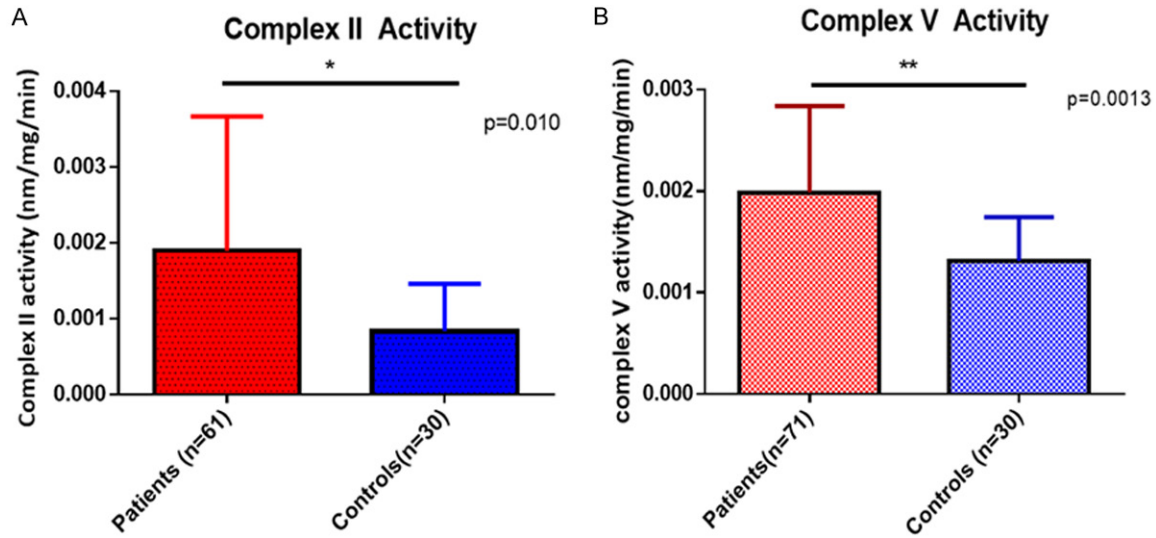 A
Complex II Activity
*
p=0.010
Complex II activity (nm/mg/min)
0.004
0.003
0.002
0.001
0.000
Patients (n=61)
Controls(n=30)
B
Complex V Activity
**
p=0.0013
complex V activity(nm/mg/min)
0.003
0.002
0.001
0.000
Patients(n=71)
Controls (n=30)